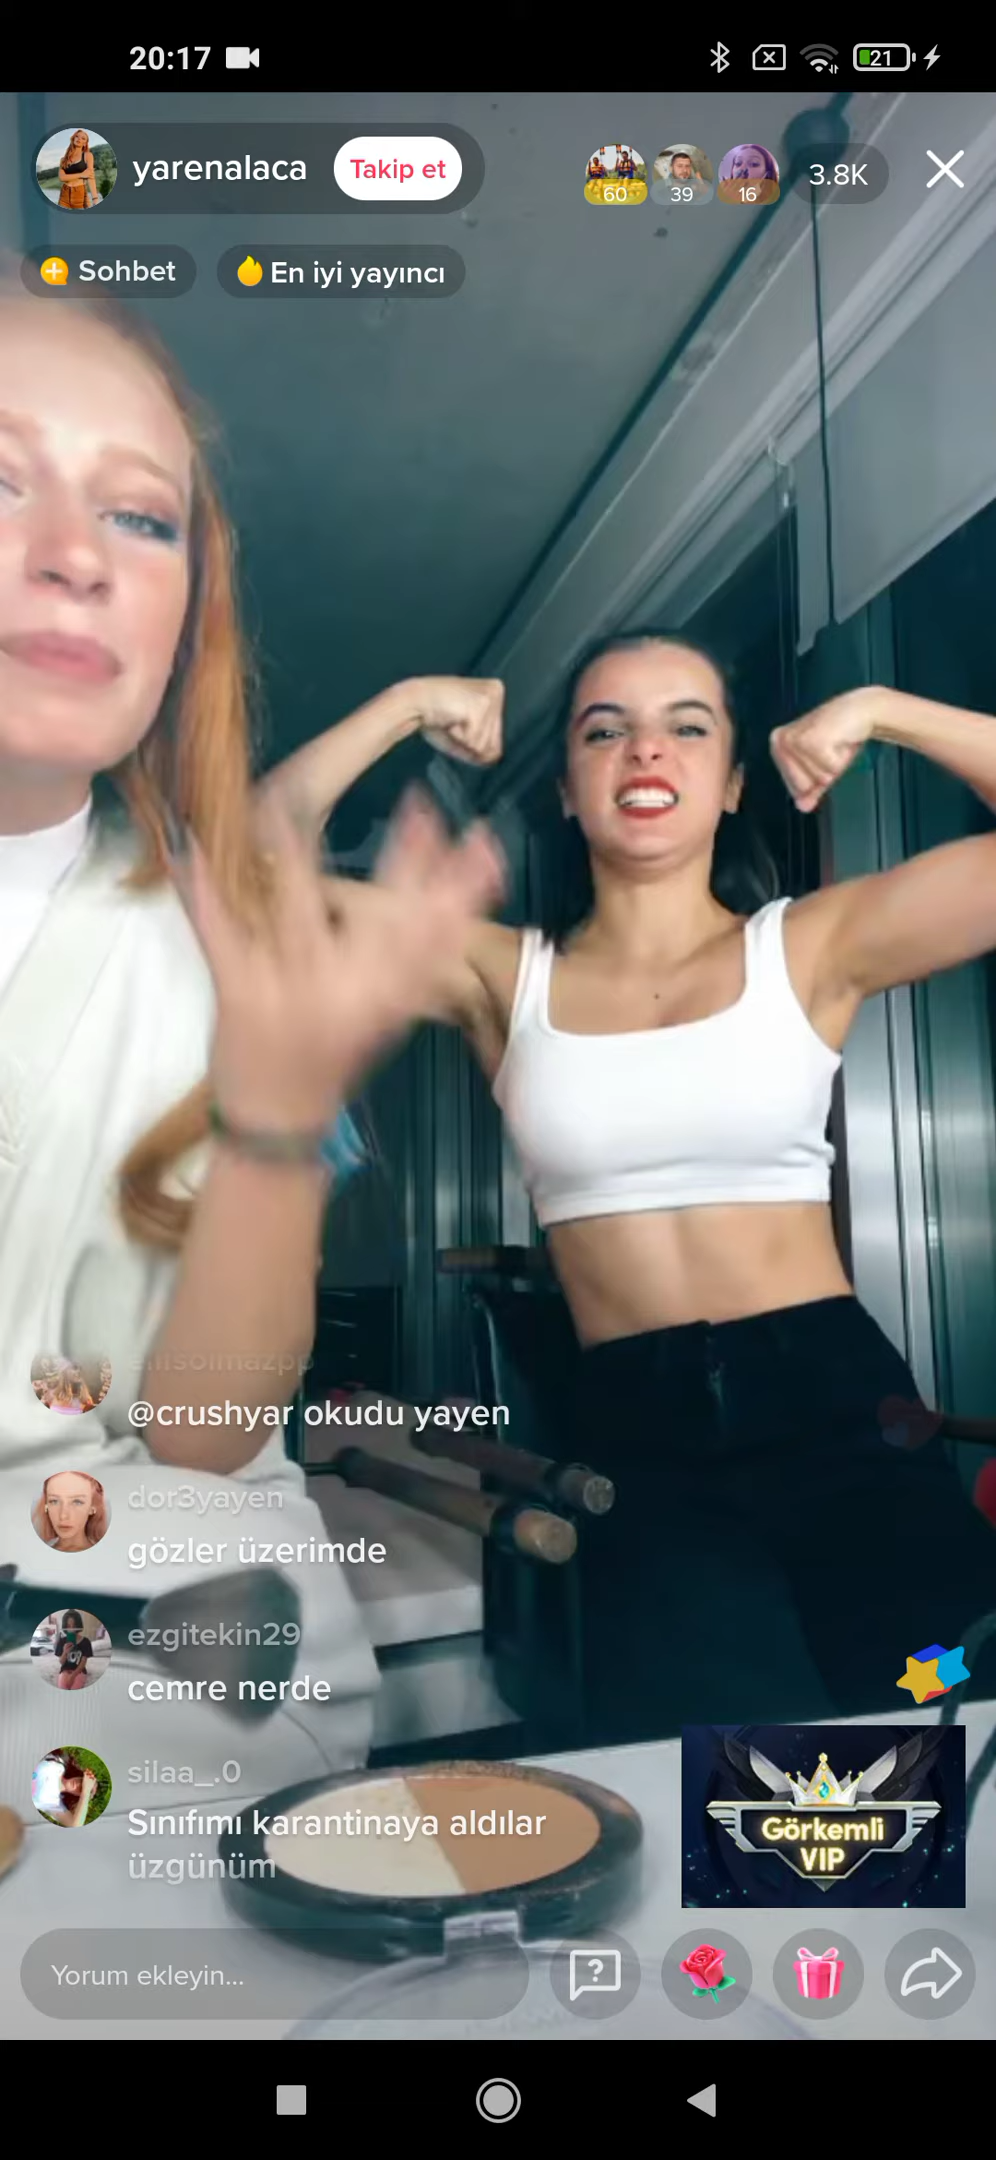 20:17
21
yarenalaca
Takip et
60
39
16
3.8K
Sohbet
En iyi yayıncı
@crushyar okudu yayen
dor3yayen
gözler üzerimde
ezgitekin29
cemre nerde
silaa_.0
Sınıfımı karantinaya aldılar
üzgünüm
Görkemli
VIP
Yorum ekleyin...